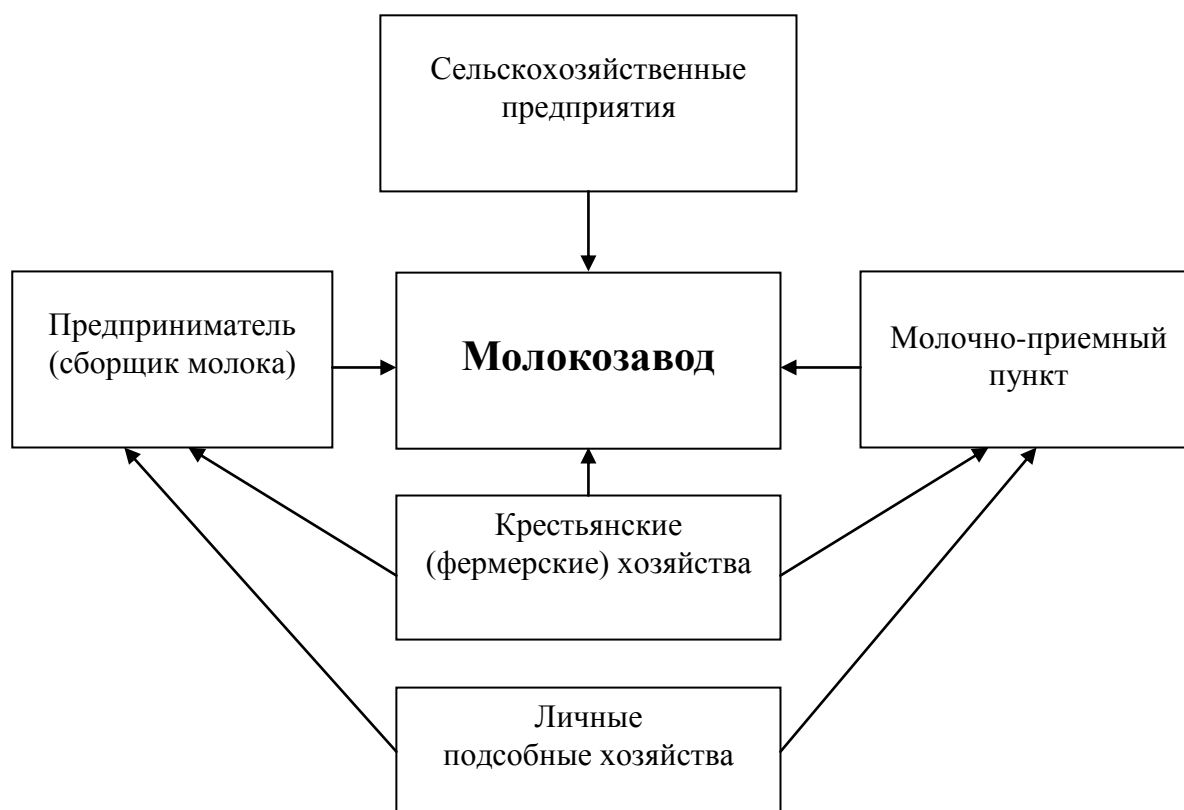 Сельскохозяйственные
предприятия
Предприниматель
(сборщик молока)
Молокозавод
Молочно-приемный
пункт
Крестьянские
(фермерские) хозяйства
Личные
подсобные хозяйства